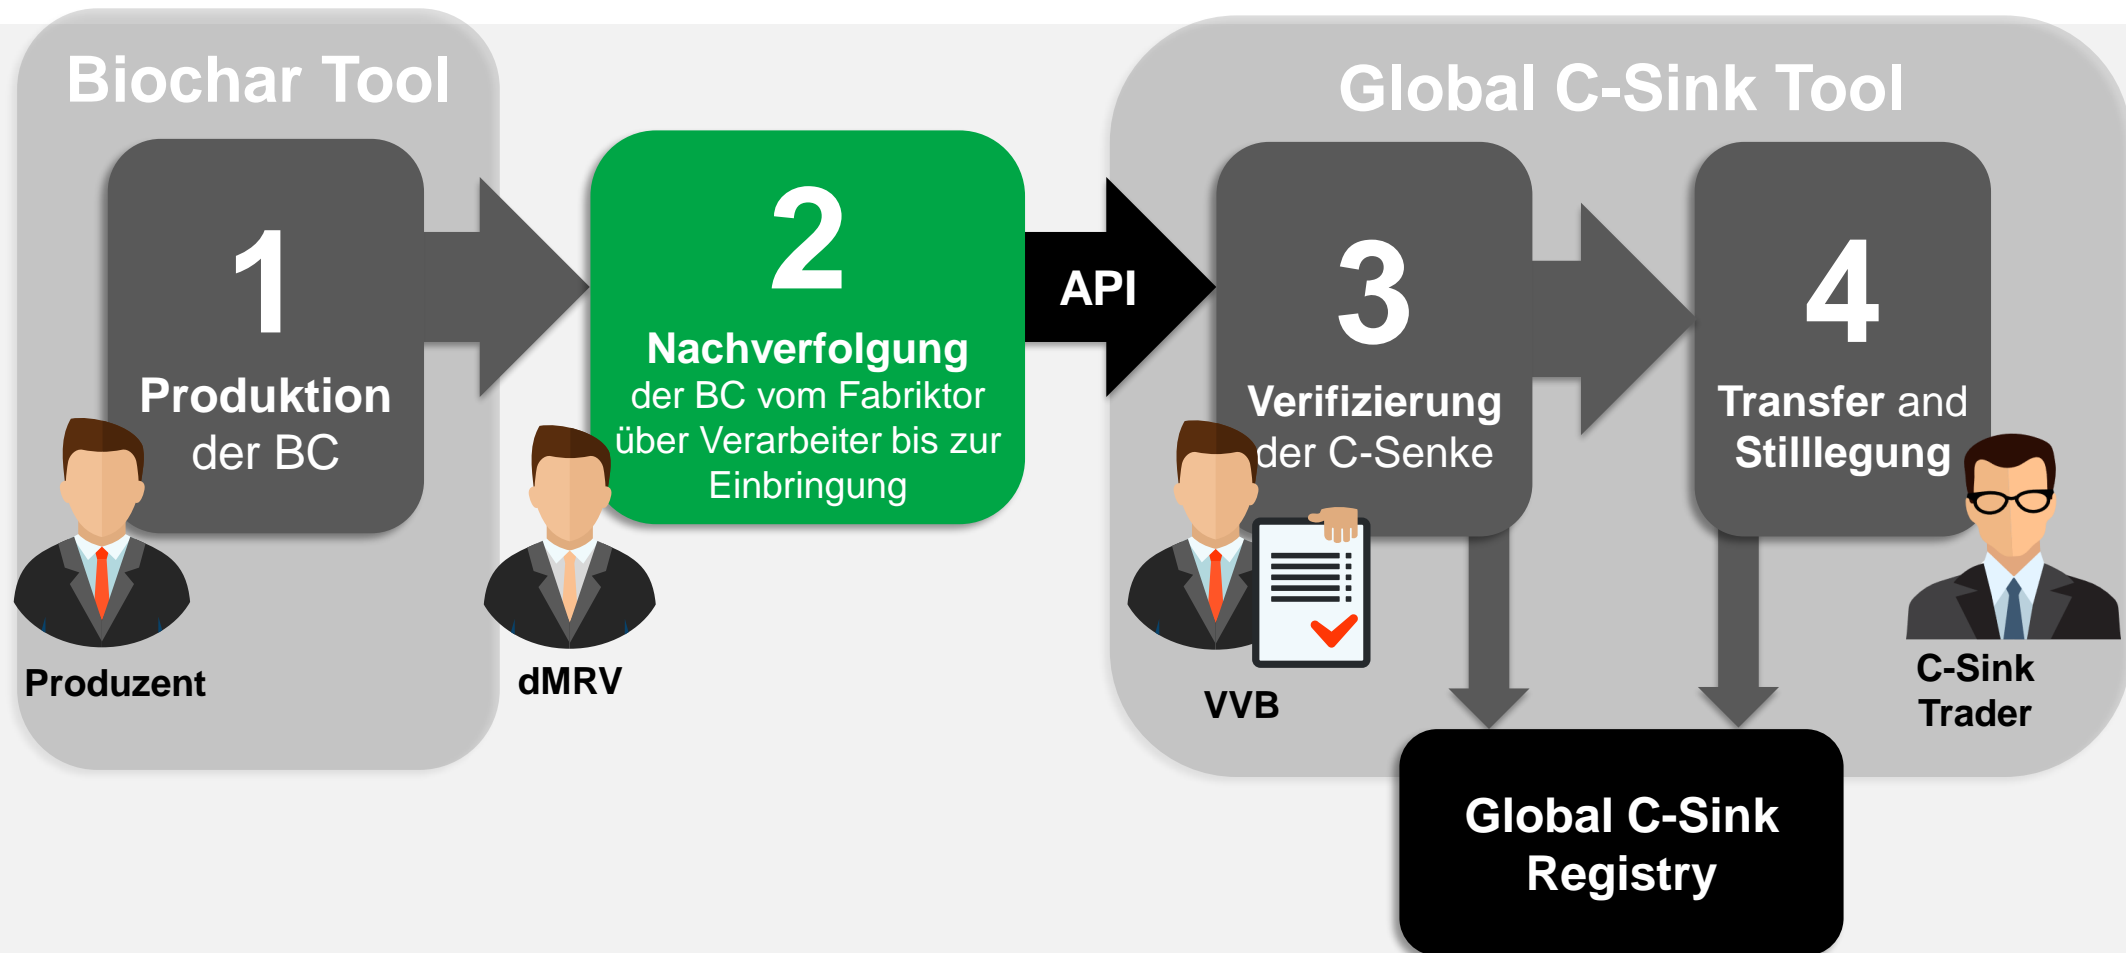 Biochar Tool
1
Produktion
der BC
Produzent
2
Nachverfolgung
der BC vom Fabriktor
über Verarbeiter bis zur
Einbringung
dMRV
API
Global C-Sink Tool
3
Verifizierung
der C-Senke
VVB
4
Transfer and
Stilllegung
C-Sink
Trader
Global C-Sink
Registry